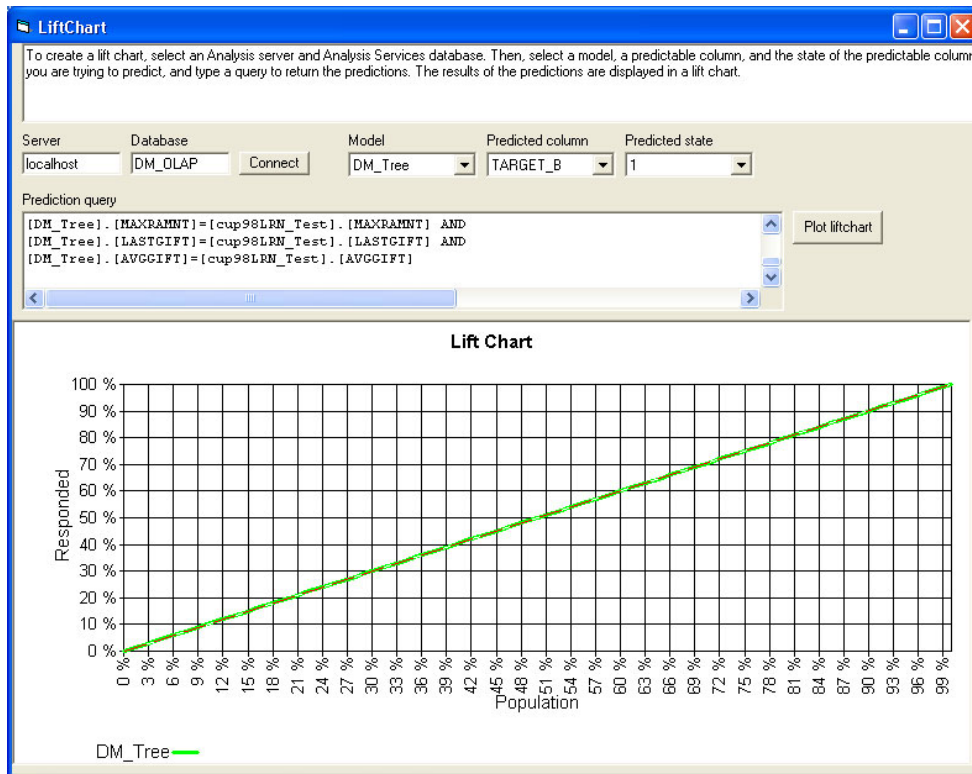 LiftChart
To create a lift chart, select an Analysis server and Analysis Services database. Then, select a model, a predictable column, and the state of the predictable column
you are trying to predict, and type a query to return the predictions. The results of the predictions are displayed in a lift chart.
Server Database Model Predicted column Predicted state
localhost DM_OLAP Connect DM_Tree TARGET_B 1
Prediction query
[DM_Tree].[MAXRAMNT]=[cup98LRN_Test].[MAXRAMNT] AND
[DM_Tree].[LASTGIFT]=[cup98LRN_Test].[LASTGIFT] AND
[DM_Tree].[AVGGIFT]=[cup98LRN_Test].[AVGGIFT]
Plot liftchart
Lift Chart
100 %
90 %
80 %
70 %
60 %
50 %
40 %
30 %
20 %
10 %
0 %
Responded
0 % 3 % 6 % 9 % 12 % 15 % 18 % 21 % 24 % 27 % 30 % 33 % 36 % 39 % 42 % 45 % 48 % 51 % 54 % 57 % 60 % 63 % 66 % 69 % 72 % 75 % 78 % 81 % 84 % 87 % 90 % 93 % 96 % 99 %
Population
DM_Tree